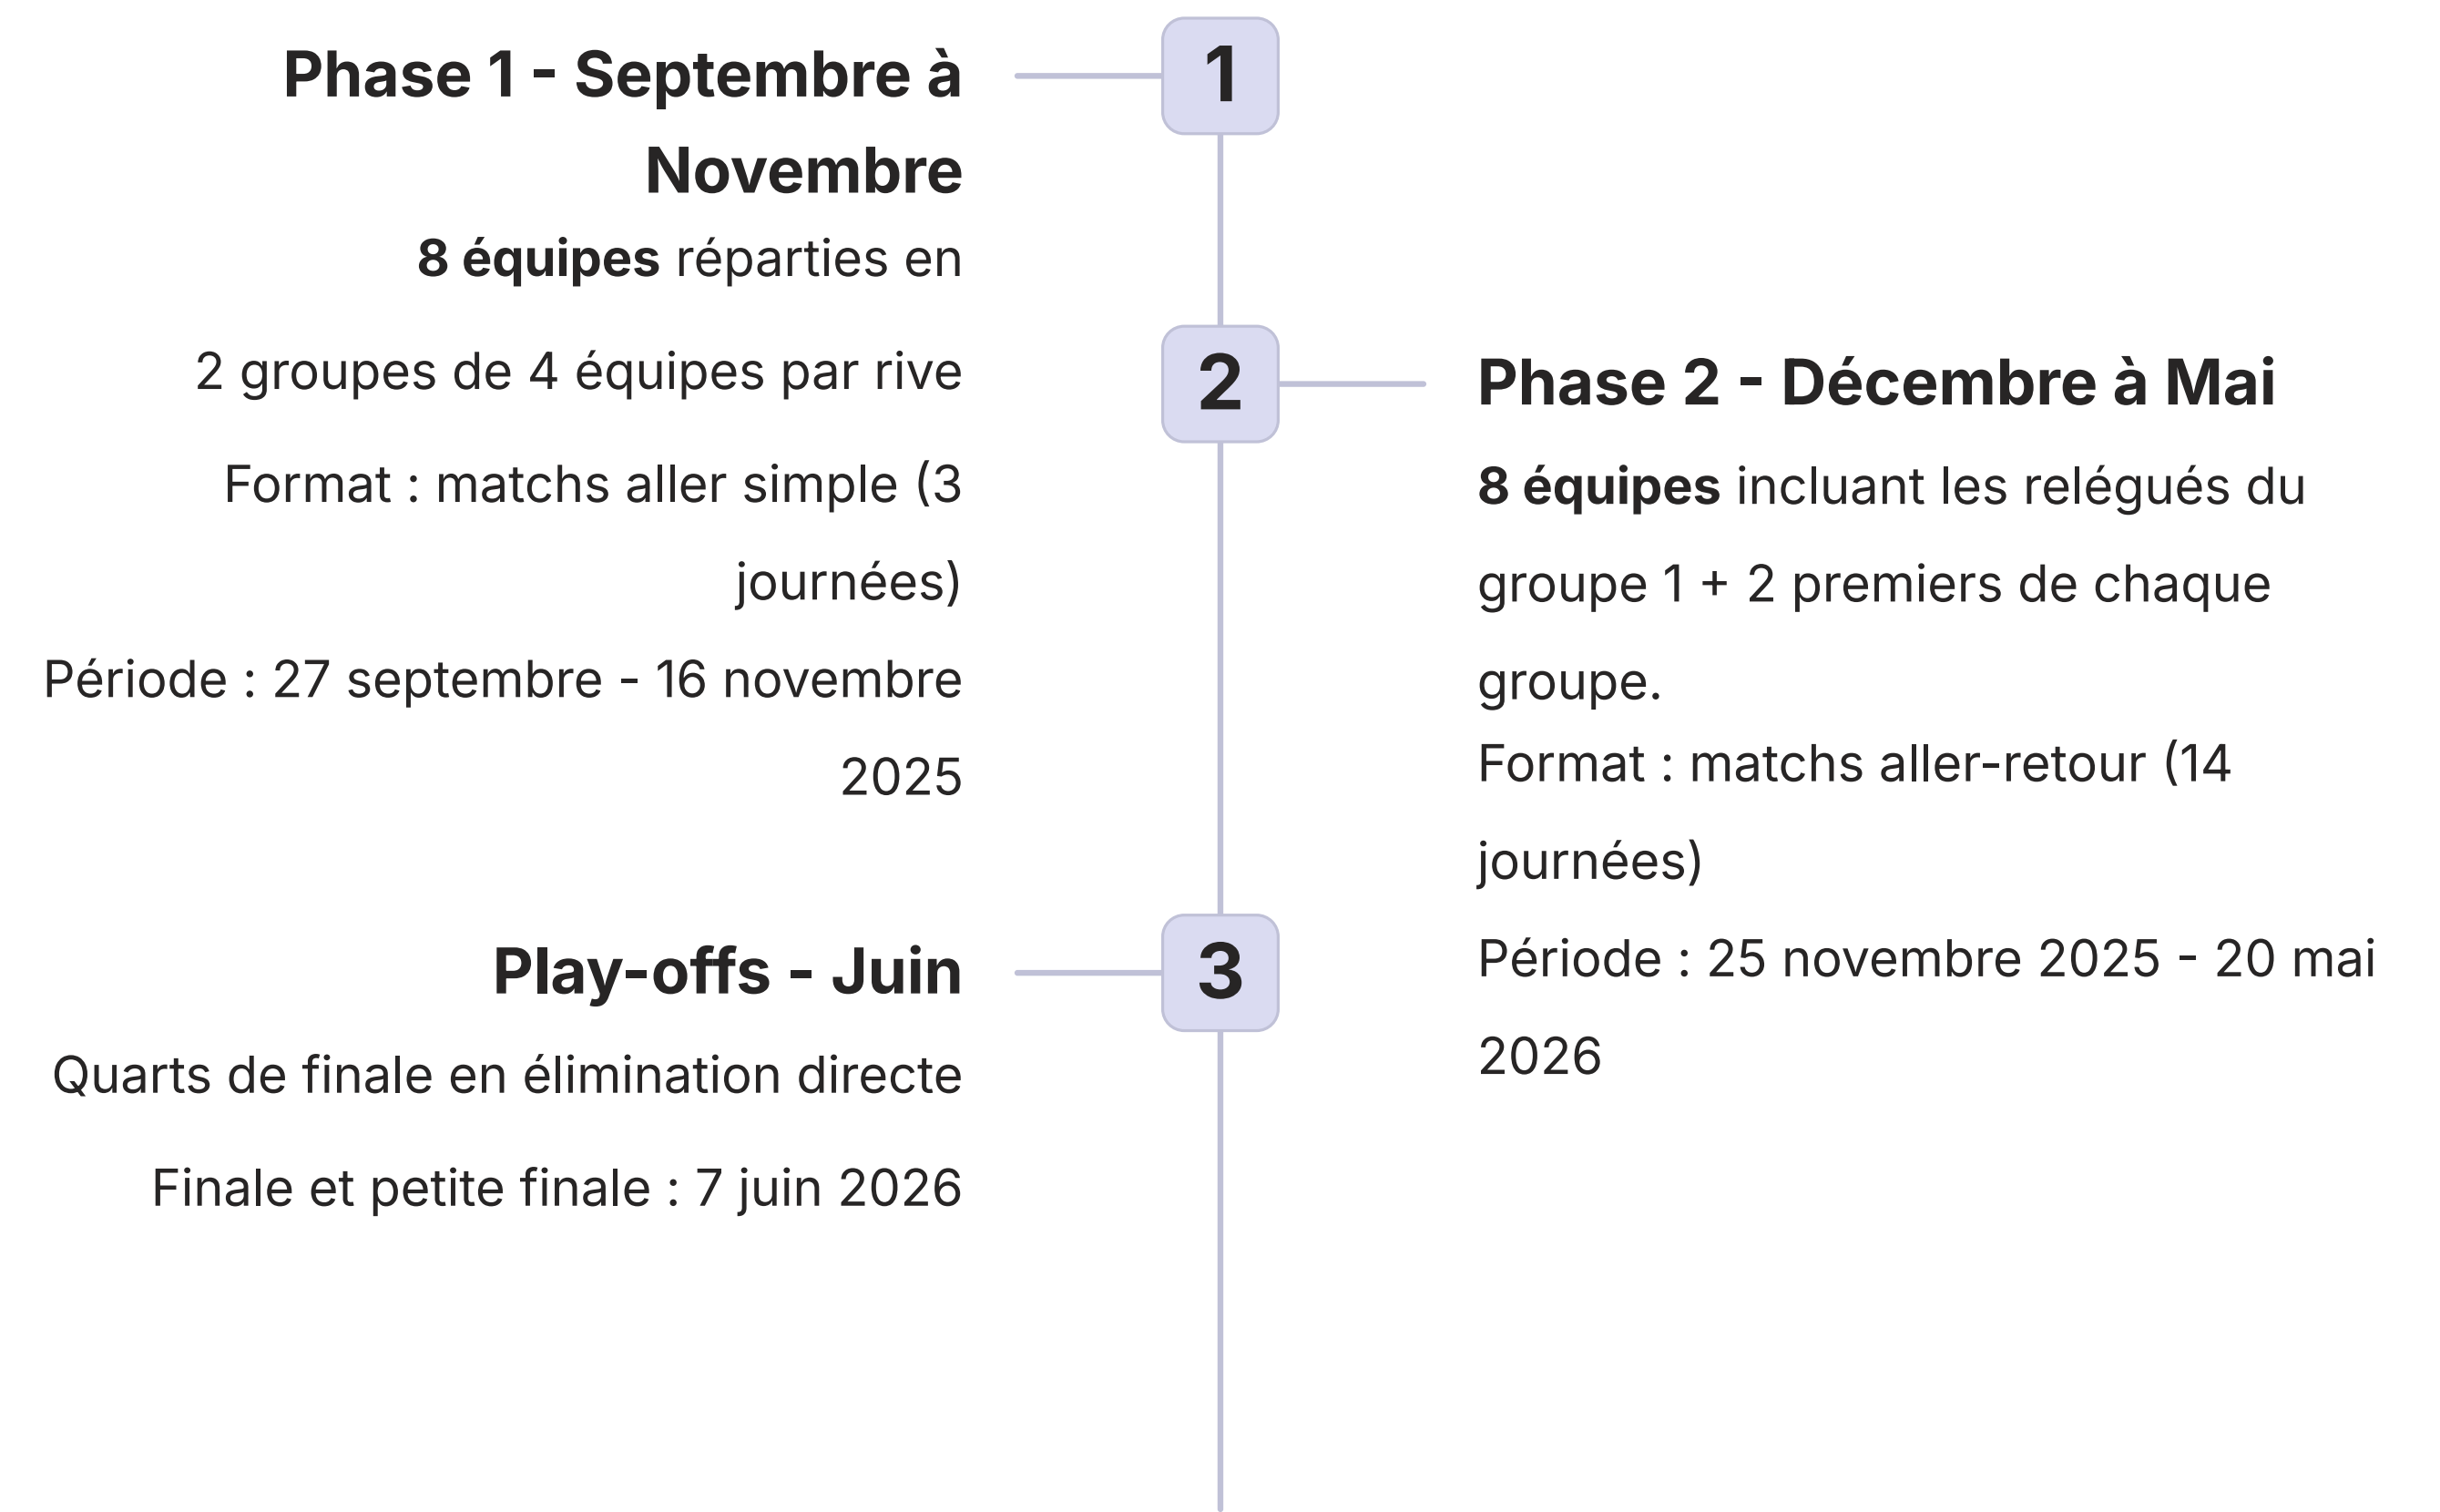 1
Phase 1 - Septembre à
Novembre
8 équipes réparties en
2 groupes de 4 équipes par rive
Format : matchs aller simple (3
journées)
Période : 27 septembre - 16 novembre
2025
2
Phase 2 - Décembre à Mai
8 équipes incluant les relégués du
groupe 1 + 2 premiers de chaque
groupe.
Format : matchs aller-retour (14
journées)
Période : 25 novembre 2025 - 20 mai
2026
3
Play-offs - Juin
Quarts de finale en élimination directe
Finale et petite finale : 7 juin 2026